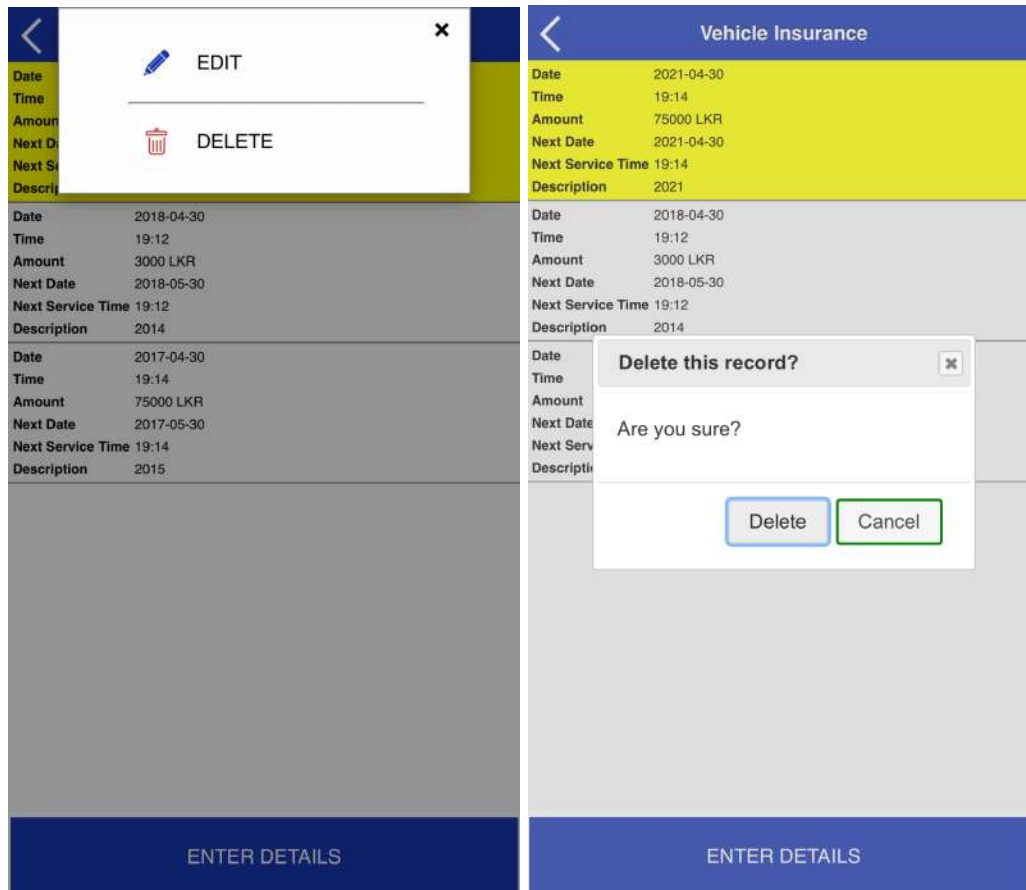 ×
EDIT
DELETE
Date
Time
Amoun
Next D
Next Se
Descrip
Date 2018-04-30
Time 19:12
Amount 3000 LKR
Next Date 2018-05-30
Next Service Time 19:12
Description 2014
Date 2017-04-30
Time 19:14
Amount 75000 LKR
Next Date 2017-05-30
Next Service Time 19:14
Description 2015
ENTER DETAILS
Vehicle Insurance
Date 2021-04-30
Time 19:14
Amount 75000 LKR
Next Date 2021-04-30
Next Service Time 19:14
Description 2021
Date 2018-04-30
Time 19:12
Amount 3000 LKR
Next Date 2018-05-30
Next Service Time 19:12
Description 2014
Date
Time
Amount
Next Date
Next Serv
Descripti
Delete this record? ×
Are you sure?
Delete Cancel
ENTER DETAILS